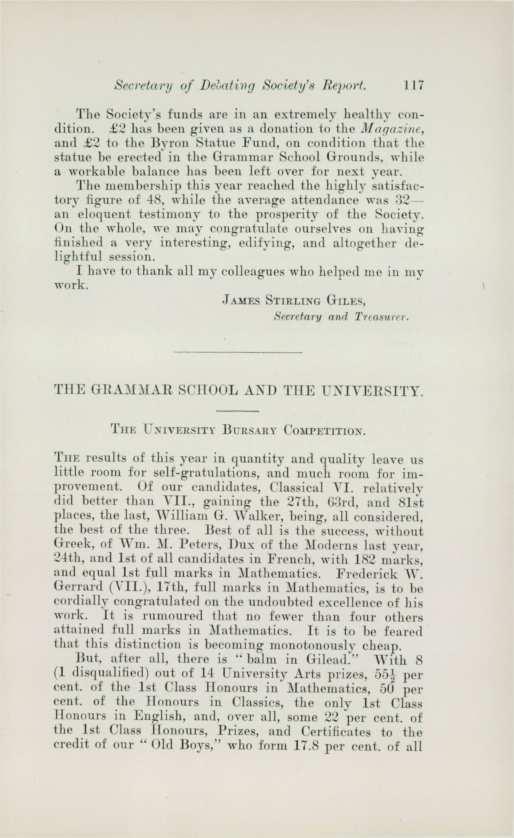 Secretary of Debating Society's Report. 117
The Society's funds are in an extremely healthy con-
dition. £2 has been given as a donation to the Magazine,
and £2 to the Byron Statue Fund, on condition that the
statue be erected in the Grammar School Grounds, while
a workable balance has been left over for next year.
The membership this year reached the highly satisfac-
tory figure of 48, while the average attendance was 32—
an eloquent testimony to the prosperity of the Society.
On the whole, we may congratulate ourselves on having
finished a very interesting, edifying, and altogether de-
lightful session.
I have to thank all my colleagues who helped me in my
work.
James Stirling Giles,
Secretary and Treasurer.
THE GRAMMAR SCHOOL AND THE UNIVERSITY.
The University Bursary Competition.
The results of this year in quantity and quality leave us
little room for self-gratulations, and much room for im-
provement. Of our candidates, Classical VI. relatively
did better than VII., gaining the 27th, 63rd, and 81st
places, the last, William G. Walker, being, all considered,
the best of the three. Best of all is the success, without
Greek, of Wm. M. Peters, Dux of the Moderns last year,
24th, and 1st of all candidates in French, with 182 marks,
and equal 1st full marks in Mathematics. Frederick W.
Gerrard (VII.), 17th, full marks in Mathematics, is to be
cordially congratulated on the undoubted excellence of his
work. It is rumoured that no fewer than four others
attained full marks in Mathematics. It is to be feared
that this distinction is becoming monotonously cheap.
But, after all, there is "balm in Gilead." With 8
(1 disqualified) out of 14 University Arts prizes, 55½ per
cent. of the 1st Class Honours in Mathematics, 50 per
cent. of the Honours in Classics, the only 1st Class
Honours in English, and, over all, some 22 per cent. of
the 1st Class Honours, Prizes, and Certificates to the
credit of our "Old Boys," who form 17.8 per cent. of all